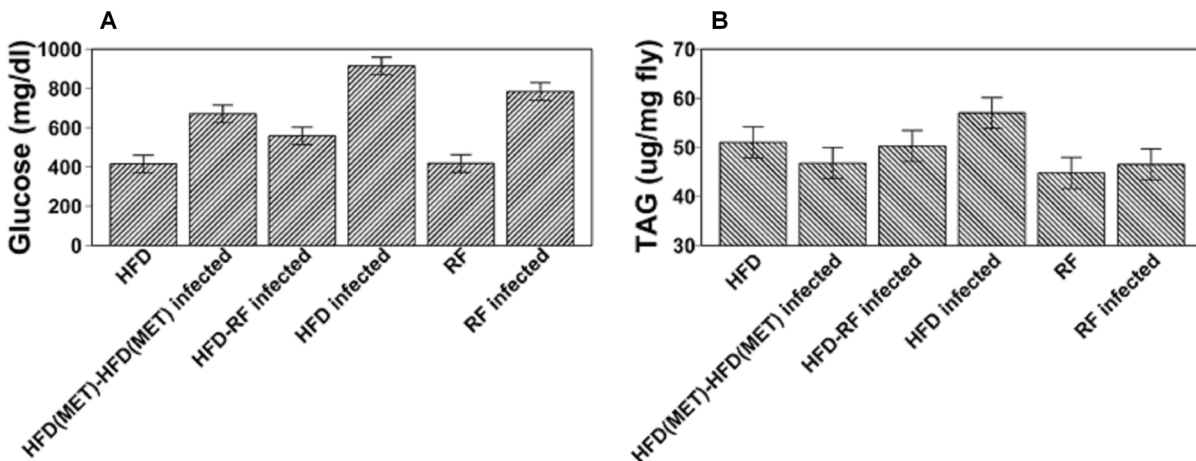 A
Glucose (mg/dl)
1000
800
600
400
200
0
HFD
HFD(MET)-HFD(MET) infected
HFD-RF infected
HFD infected
RF
RF infected
B
TAG (ug/mg fly)
70
60
50
40
30
HFD
HFD(MET)-HFD(MET) infected
HFD-RF infected
HFD infected
RF
RF infected